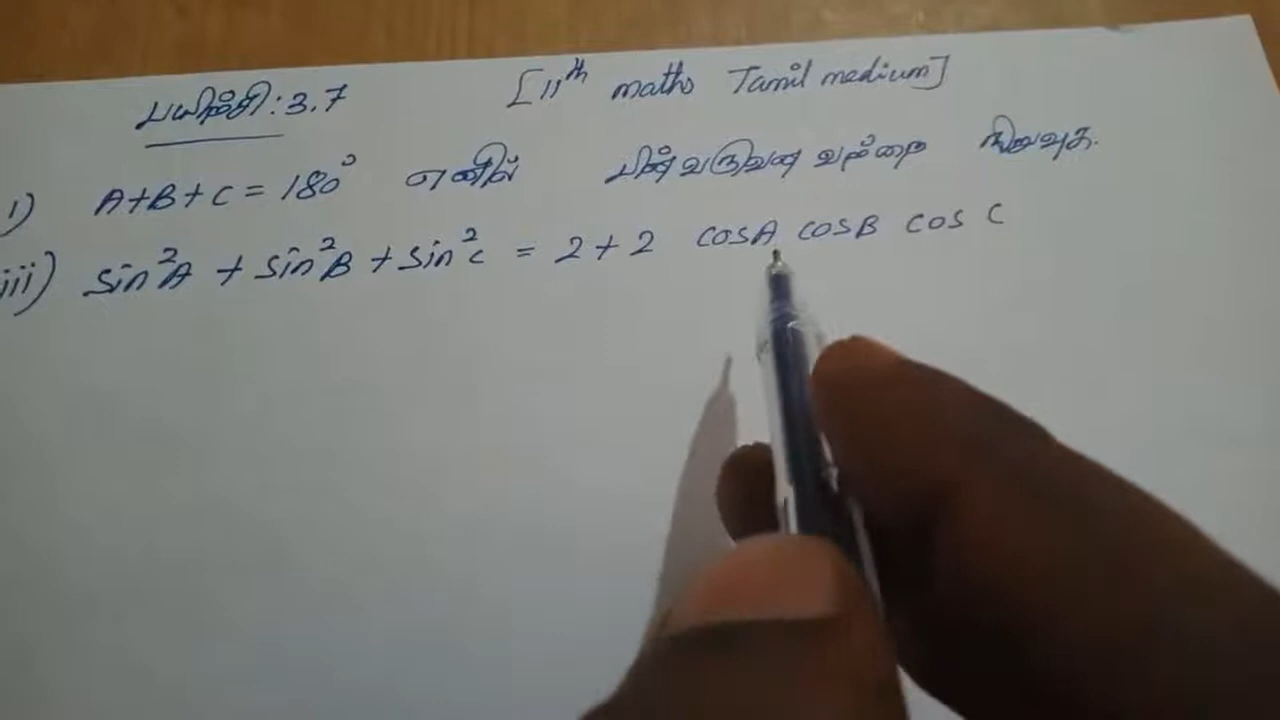 பயிற்சி: 3.7 [11th maths Tamil medium]
1) A+B+C = 180° எனில் பின்வருவனவற்றை நிறுவுக.
iii) sin²A + sin²B + sin²C = 2+2 cosA cosB cos C